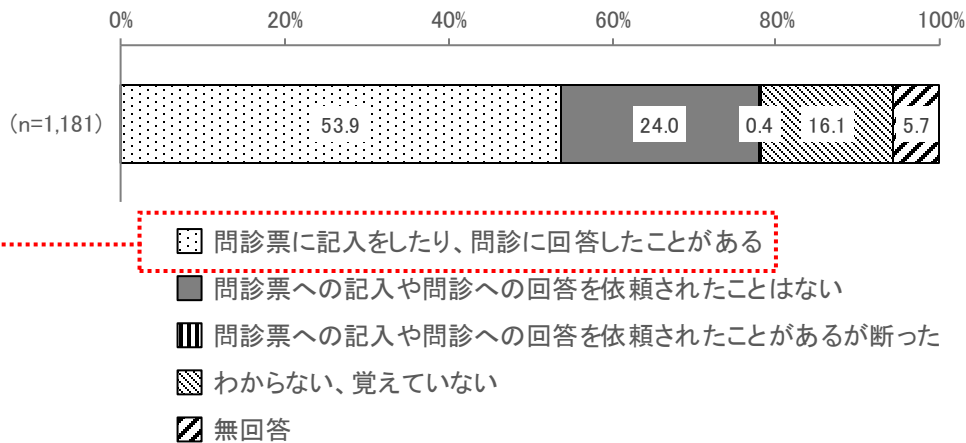 0% 20% 40% 60% 80% 100%
(n=1,181) 53.9 24.0 0.4 16.1 5.7
問診票に記入をしたり、問診に回答したことがある
問診票への記入や問診への回答を依頼されたことはない
問診票への記入や問診への回答を依頼されたことがあるが断った
わからない、覚えていない
無回答